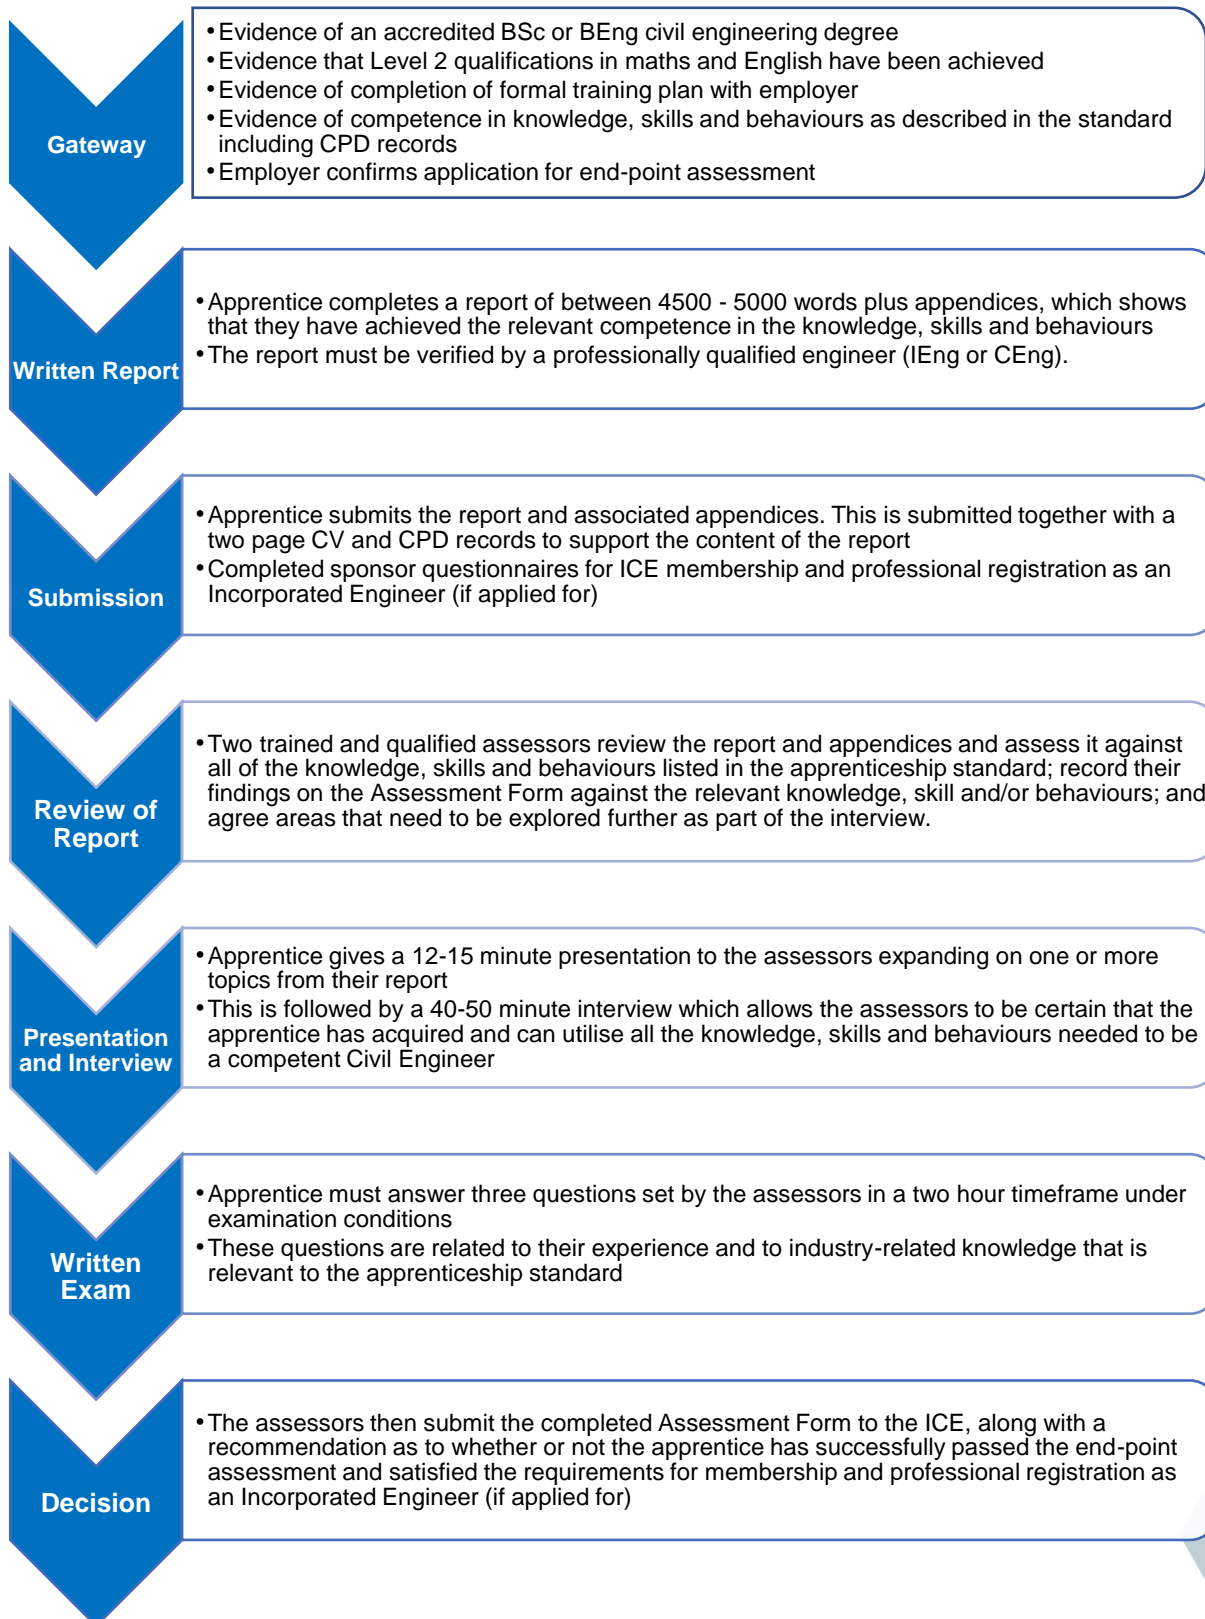 •Evidence of an accredited BSc or BEng civil engineering degree
•Evidence that Level 2 qualifications in maths and English have been achieved
•Evidence of completion of formal training plan with employer
•Evidence of competence in knowledge, skills and behaviours as described in the standard
including CPD records
•Employer confirms application for end-point assessment
Gateway
•Apprentice completes a report of between 4500 - 5000 words plus appendices, which shows
that they have achieved the relevant competence in the knowledge, skills and behaviours
•The report must be verified by a professionally qualified engineer (IEng or CEng).
Written Report
•Apprentice submits the report and associated appendices. This is submitted together with a
two page CV and CPD records to support the content of the report
•Completed sponsor questionnaires for ICE membership and professional registration as an
Incorporated Engineer (if applied for)
Submission
•Two trained and qualified assessors review the report and appendices and assess it against
all of the knowledge, skills and behaviours listed in the apprenticeship standard; record their
findings on the Assessment Form against the relevant knowledge, skill and/or behaviours; and
agree areas that need to be explored further as part of the interview.
Review of
Report
•Apprentice gives a 12-15 minute presentation to the assessors expanding on one or more
topics from their report
•This is followed by a 40-50 minute interview which allows the assessors to be certain that the
apprentice has acquired and can utilise all the knowledge, skills and behaviours needed to be
a competent Civil Engineer
Presentation
and Interview
•Apprentice must answer three questions set by the assessors in a two hour timeframe under
examination conditions
•These questions are related to their experience and to industry-related knowledge that is
relevant to the apprenticeship standard
Written
Exam
•The assessors then submit the completed Assessment Form to the ICE, along with a
recommendation as to whether or not the apprentice has successfully passed the end-point
assessment and satisfied the requirements for membership and professional registration as
an Incorporated Engineer (if applied for)
Decision